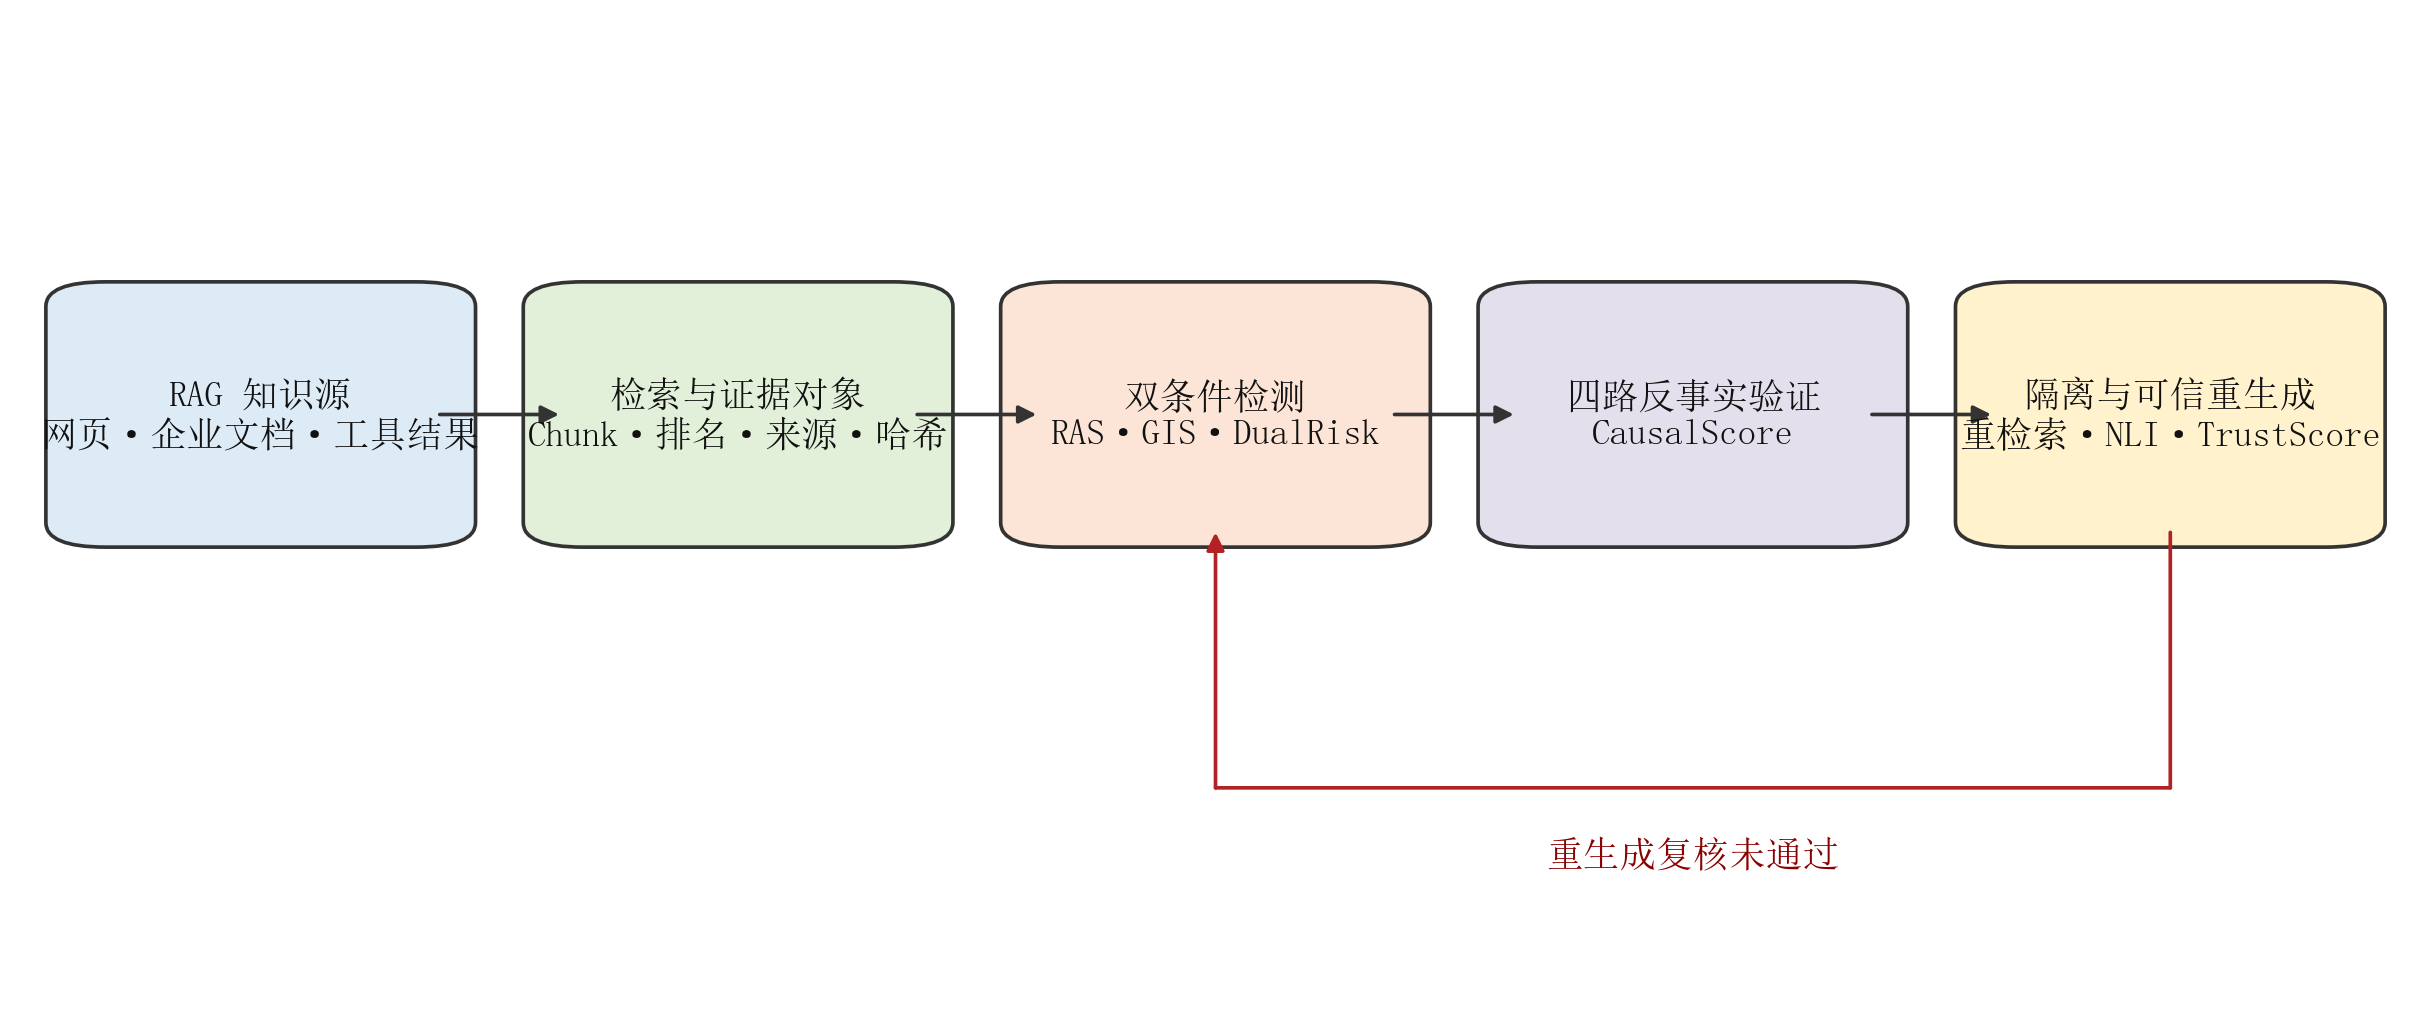 RAG 知识源
网页•企业文档•工具结果
检索与证据对象
Chunk•排名•来源•哈希
双条件检测
RAS•GIS•DualRisk
四路反事实验证
CausalScore
隔离与可信重生成
重检索•NLI•TrustScore
重生成复核未通过